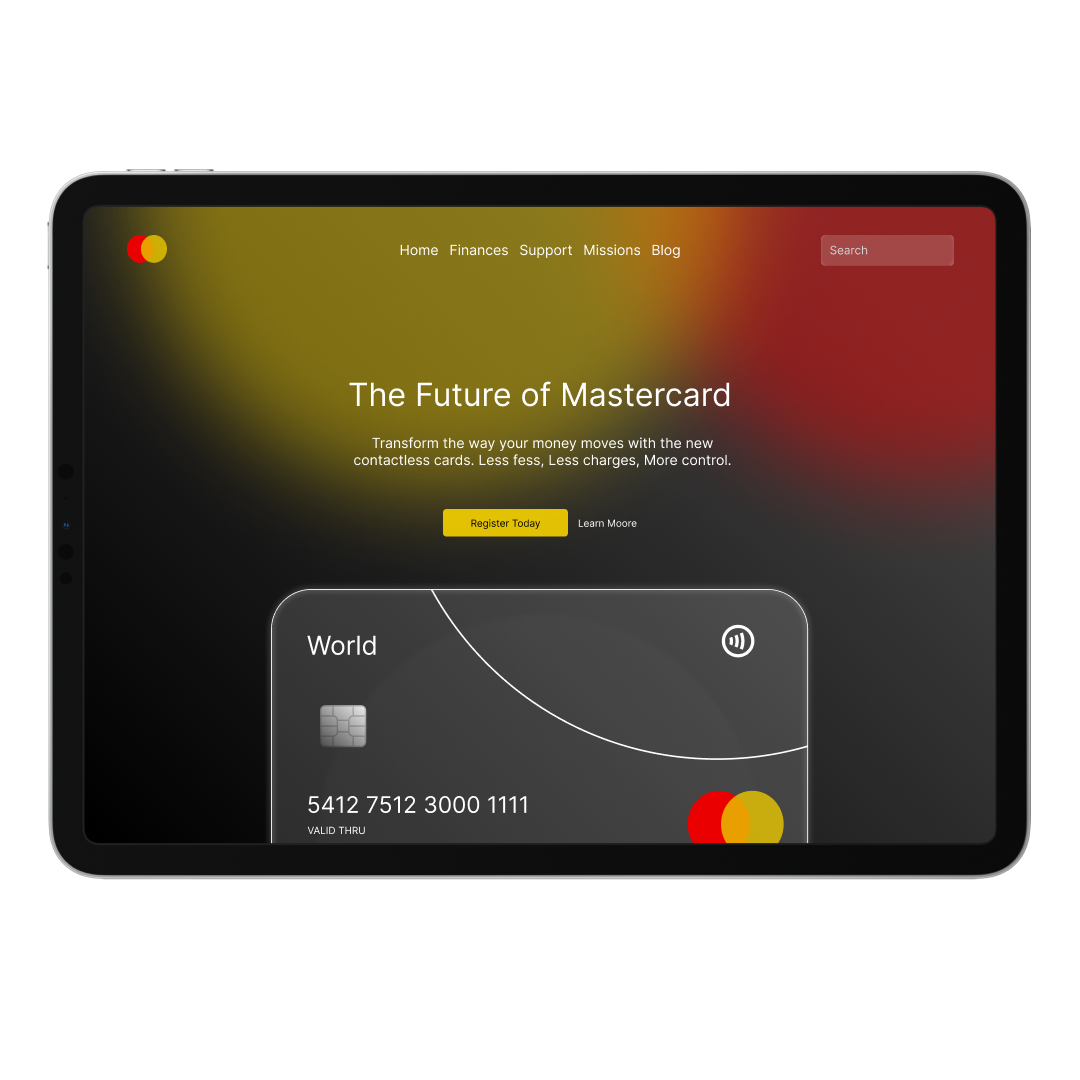 Home Finances Support Missions Blog
Search
The Future of Mastercard
Transform the way your money moves with the new
contactless cards. Less fess, Less charges, More control.
Register Today
Learn Moore
World
5412 7512 3000 1111
VALID THRU